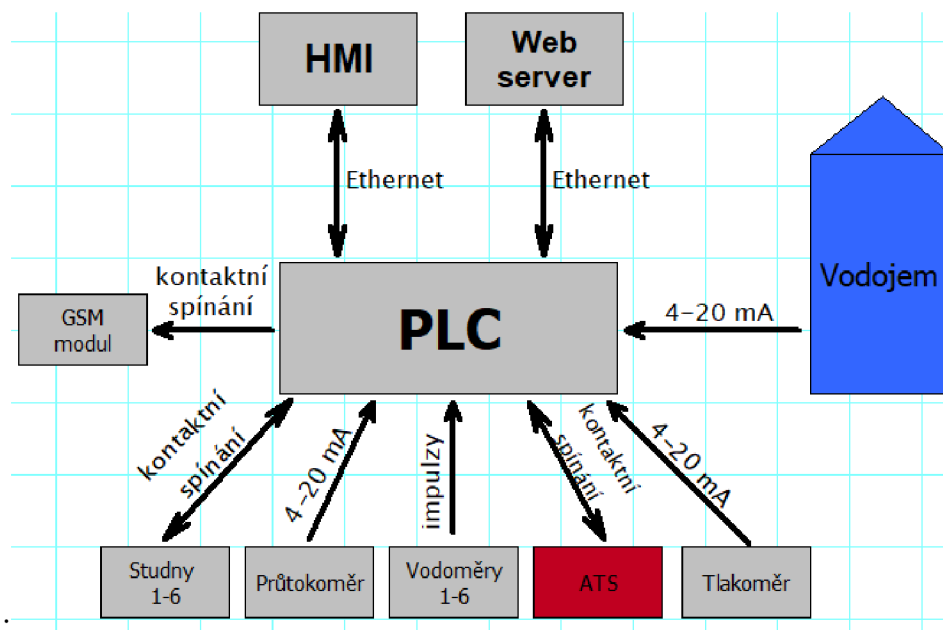 HMI
Web
server
Ethernet
Ethernet
kontaktní
spínání
GSM
modul
PLC
4-20 mA
Vodojem
kontaktní
spínání
4-20 mA
impulzy
kontaktní
spínání
4-20 mA
Studny
1-6
Průtokoměr
Vodoměry
1-6
ATS
Tlakoměr
.